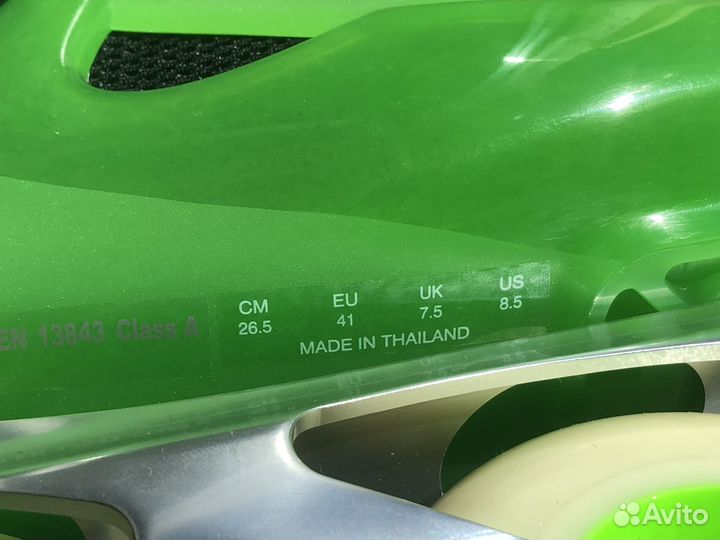 EN 13843 Class A
CM EU UK US
26.5 41 7.5 8.5
MADE IN THAILAND
Avito